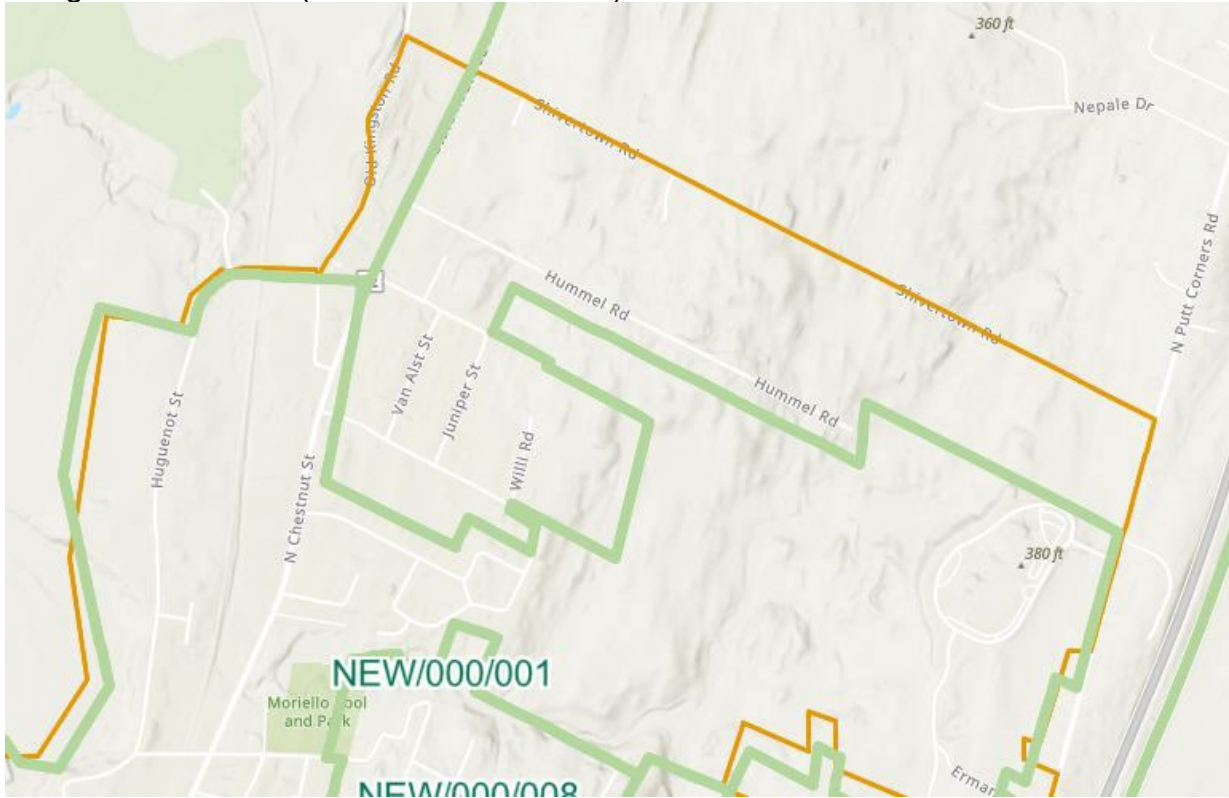 360 ft
Nepale Dr
Old Kingston Rd
Shivertown Rd
N Putt Corners Rd
Hummel Rd
Shivertown Rd
Van Alst St
Juniper St
Hummel Rd
Huguenot St
Willi Rd
N Chestnut St
380 ft
NEW/000/001
Moriello Pool
and Park
NEW/000/008